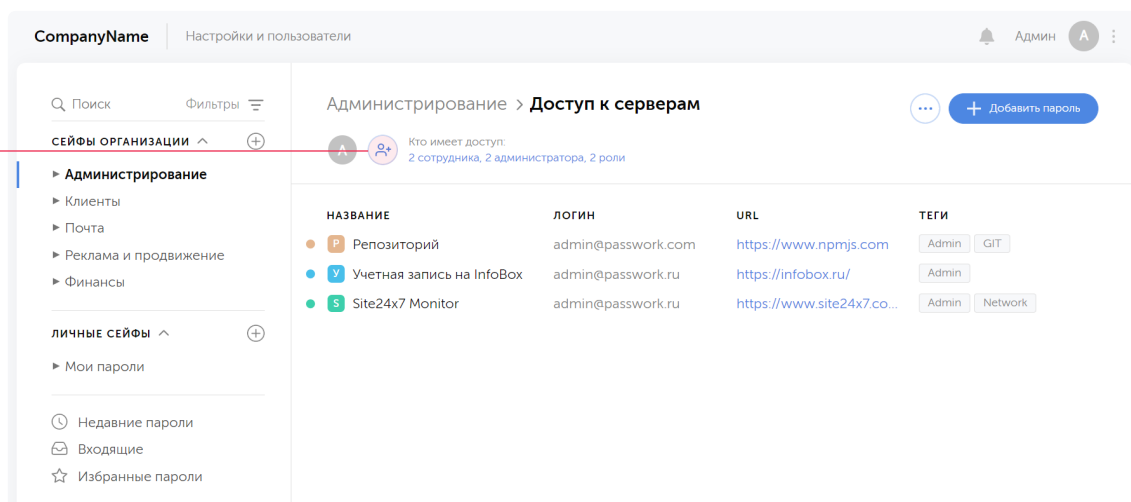 CompanyName Настройки и пользователи Админ A
Поиск Фильтры
СЕЙФЫ ОРГАНИЗАЦИИ
Администрирование
Клиенты
Почта
Реклама и продвижение
Финансы
ЛИЧНЫЕ СЕЙФЫ
Мои пароли
Недавние пароли
Входящие
Избранные пароли
Администрирование > Доступ к серверам
Добавить пароль
A
Кто имеет доступ:
2 сотрудника, 2 администратора, 2 роли
НАЗВАНИЕ ЛОГИН URL ТЕГИ
Р Репозиторий admin@passwork.com https://www.npmjs.com Admin GIT
У Учетная запись на InfoBox admin@passwork.ru https://infobox.ru/ Admin
S Site24x7 Monitor admin@passwork.ru https://www.site24x7.co... Admin Network